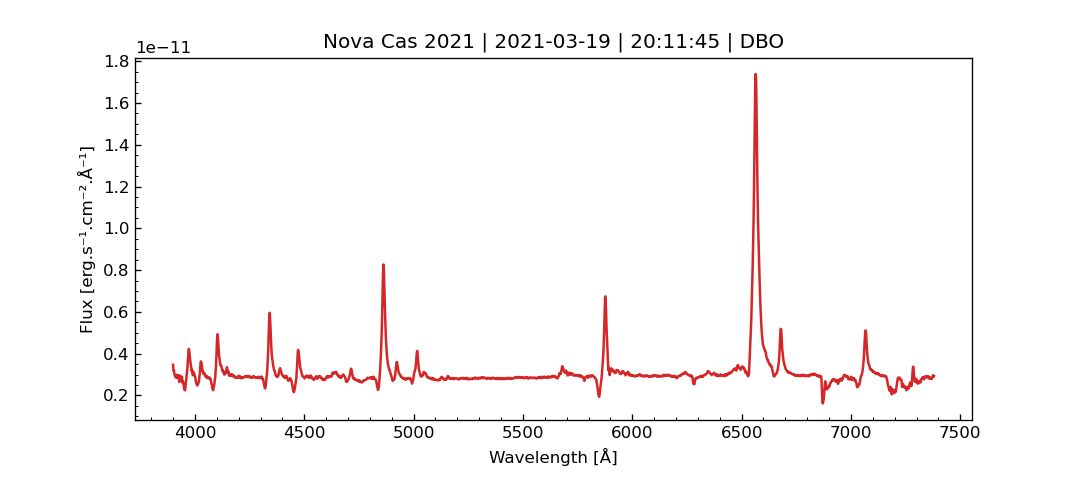 Nova Cas 2021 | 2021-03-19 | 20:11:45 | DBO
1e−11
1.8
1.6
1.4
1.2
1.0
0.8
0.6
0.4
0.2
Flux [erg.s⁻¹.cm⁻².Å⁻¹]
4000 4500 5000 5500 6000 6500 7000 7500
Wavelength [Å]